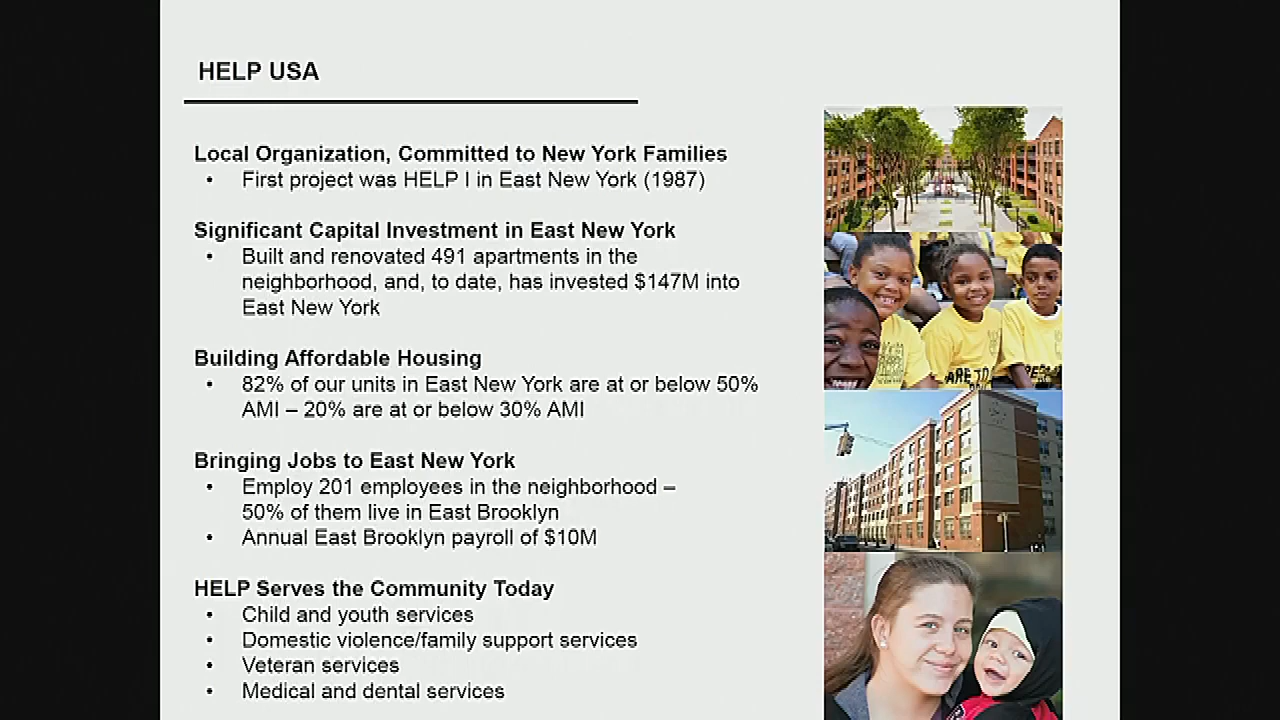 HELP USA
Local Organization, Committed to New York Families
• First project was HELP I in East New York (1987)
Significant Capital Investment in East New York
• Built and renovated 491 apartments in the
neighborhood, and, to date, has invested $147M into
East New York
Building Affordable Housing
• 82% of our units in East New York are at or below 50%
AMI – 20% are at or below 30% AMI
Bringing Jobs to East New York
• Employ 201 employees in the neighborhood –
50% of them live in East Brooklyn
• Annual East Brooklyn payroll of $10M
HELP Serves the Community Today
• Child and youth services
• Domestic violence/family support services
• Veteran services
• Medical and dental services